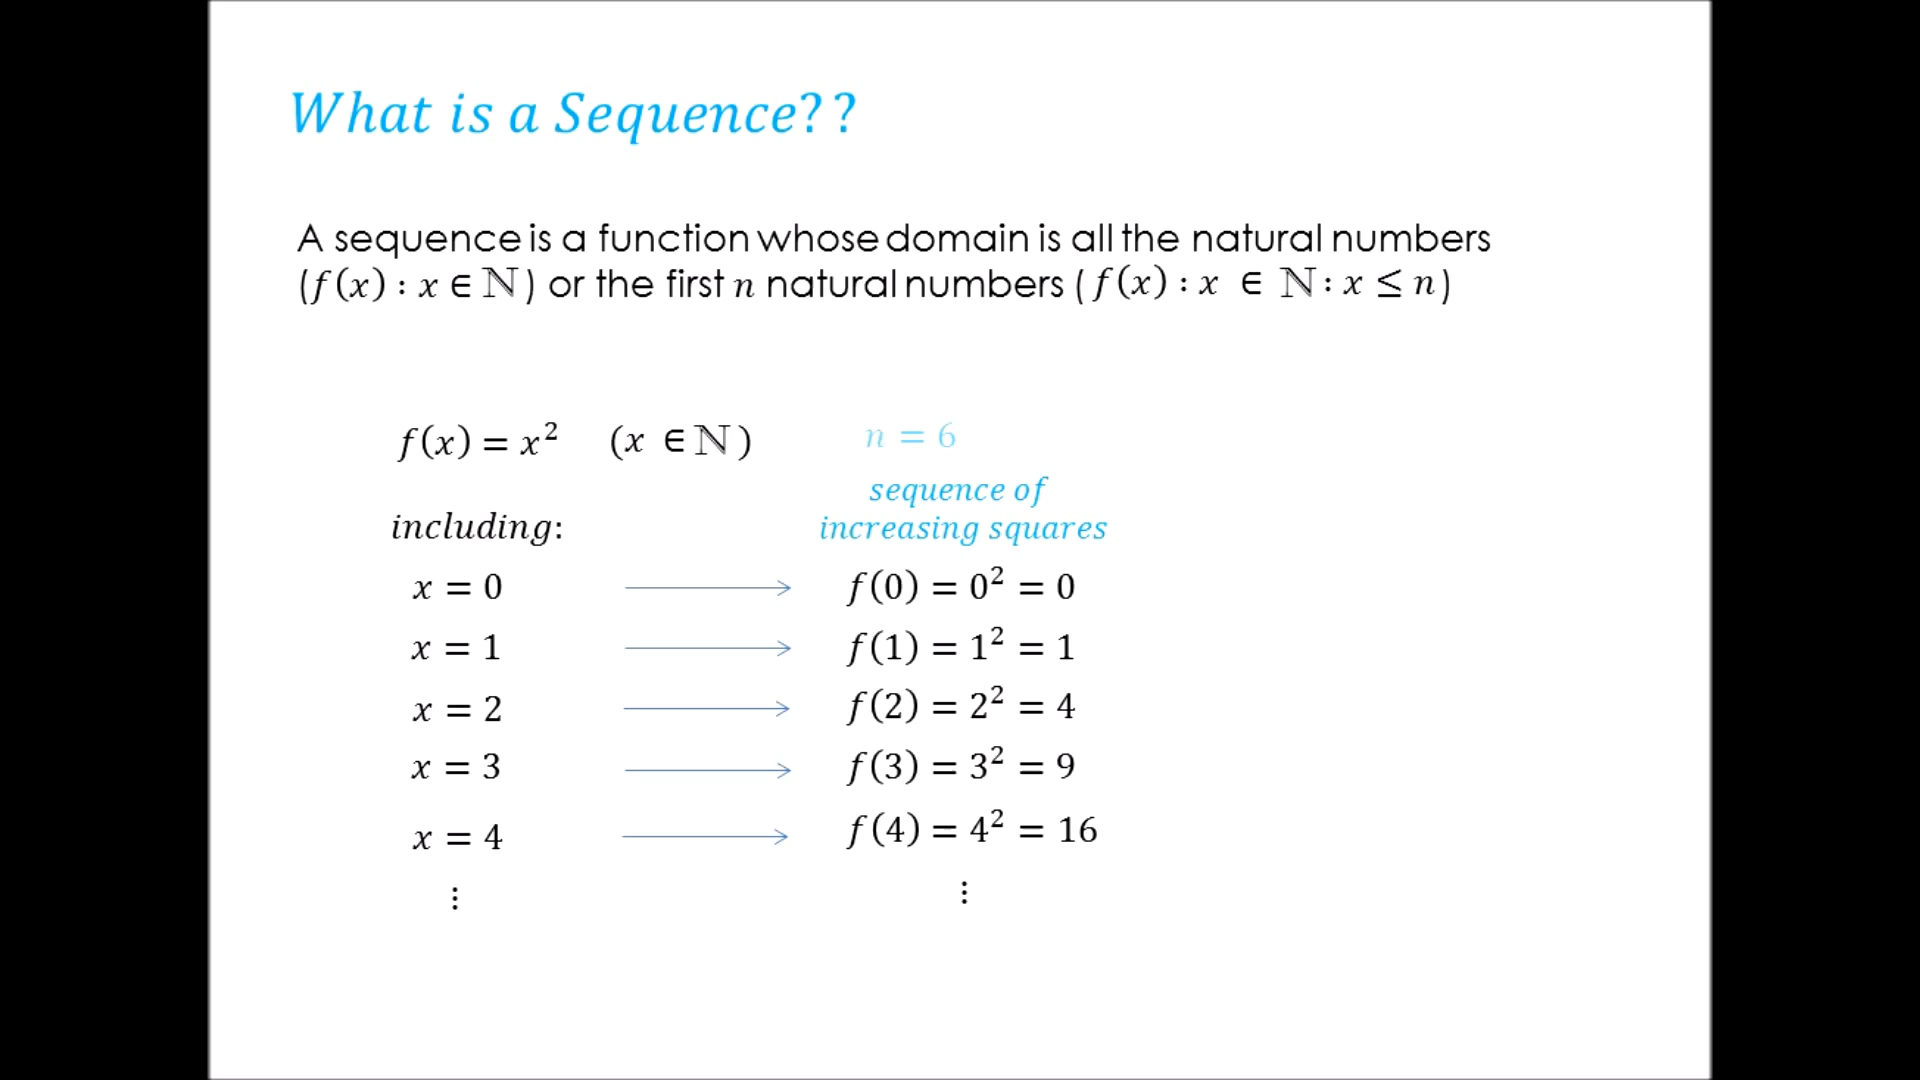 What is a Sequence??
A sequence is a function whose domain is all the natural numbers
(f(x) : x ∈ ℕ) or the first n natural numbers (f(x) : x ∈ ℕ: x ≤ n)
f(x) = x² (x ∈ ℕ) n = 6
sequence of
including: increasing squares
x = 0 f(0) = 0² = 0
x = 1 f(1) = 1² = 1
x = 2 f(2) = 2² = 4
x = 3 f(3) = 3² = 9
x = 4 f(4) = 4² = 16
⋮ ⋮